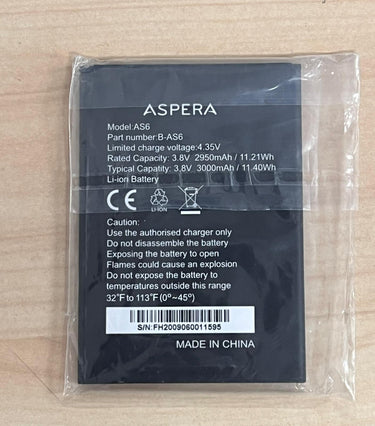 ASPERA
Model:AS6
Part number:B-AS6
Limited charge voltage:4.35V
Rated Capacity: 3.8V 2950mAh / 11.21Wh
Typical Capatity: 3.8V 3000mAh / 11.40Wh
Li-ion Battery
CE
LI-ION
Caution:
Use the authorised charger only
Do not disassemble the battery
Exposing the battery to open
Flames could cause an explosion
Do not expose the battery to
temperatures outside this range
32°F to 113°F (0°~45°)
S/N:FH2009060011595
MADE IN CHINA